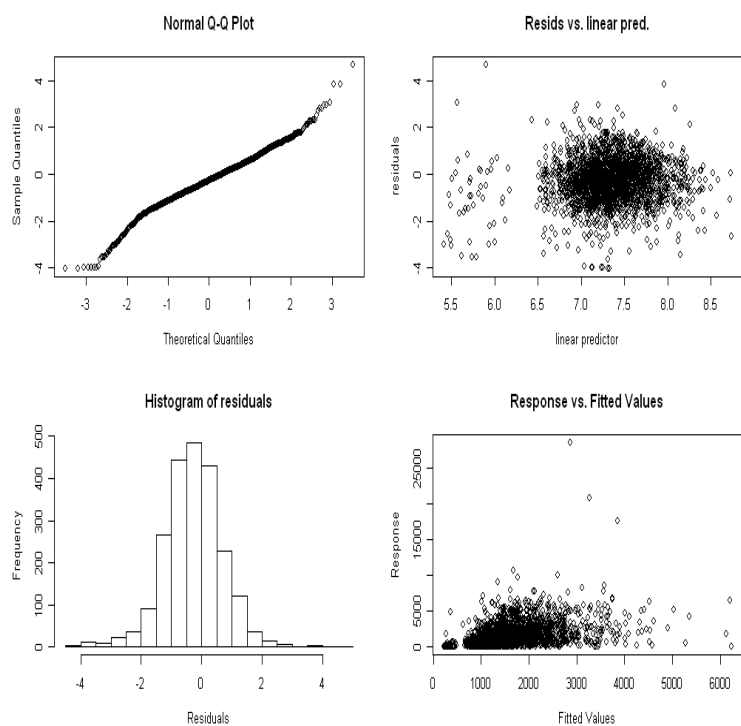 Normal Q-Q Plot
Sample Quantiles
4
2
0
-2
-4
-3 -2 -1 0 1 2 3
Theoretical Quantiles
Resids vs. linear pred.
residuals
4
2
0
-2
-4
5.5 6.0 6.5 7.0 7.5 8.0 8.5
linear predictor
Histogram of residuals
Frequency
500
400
300
200
100
0
-4 -2 0 2 4
Residuals
Response vs. Fitted Values
Response
25000
15000
5000
0
0 1000 2000 3000 4000 5000 6000
Fitted Values